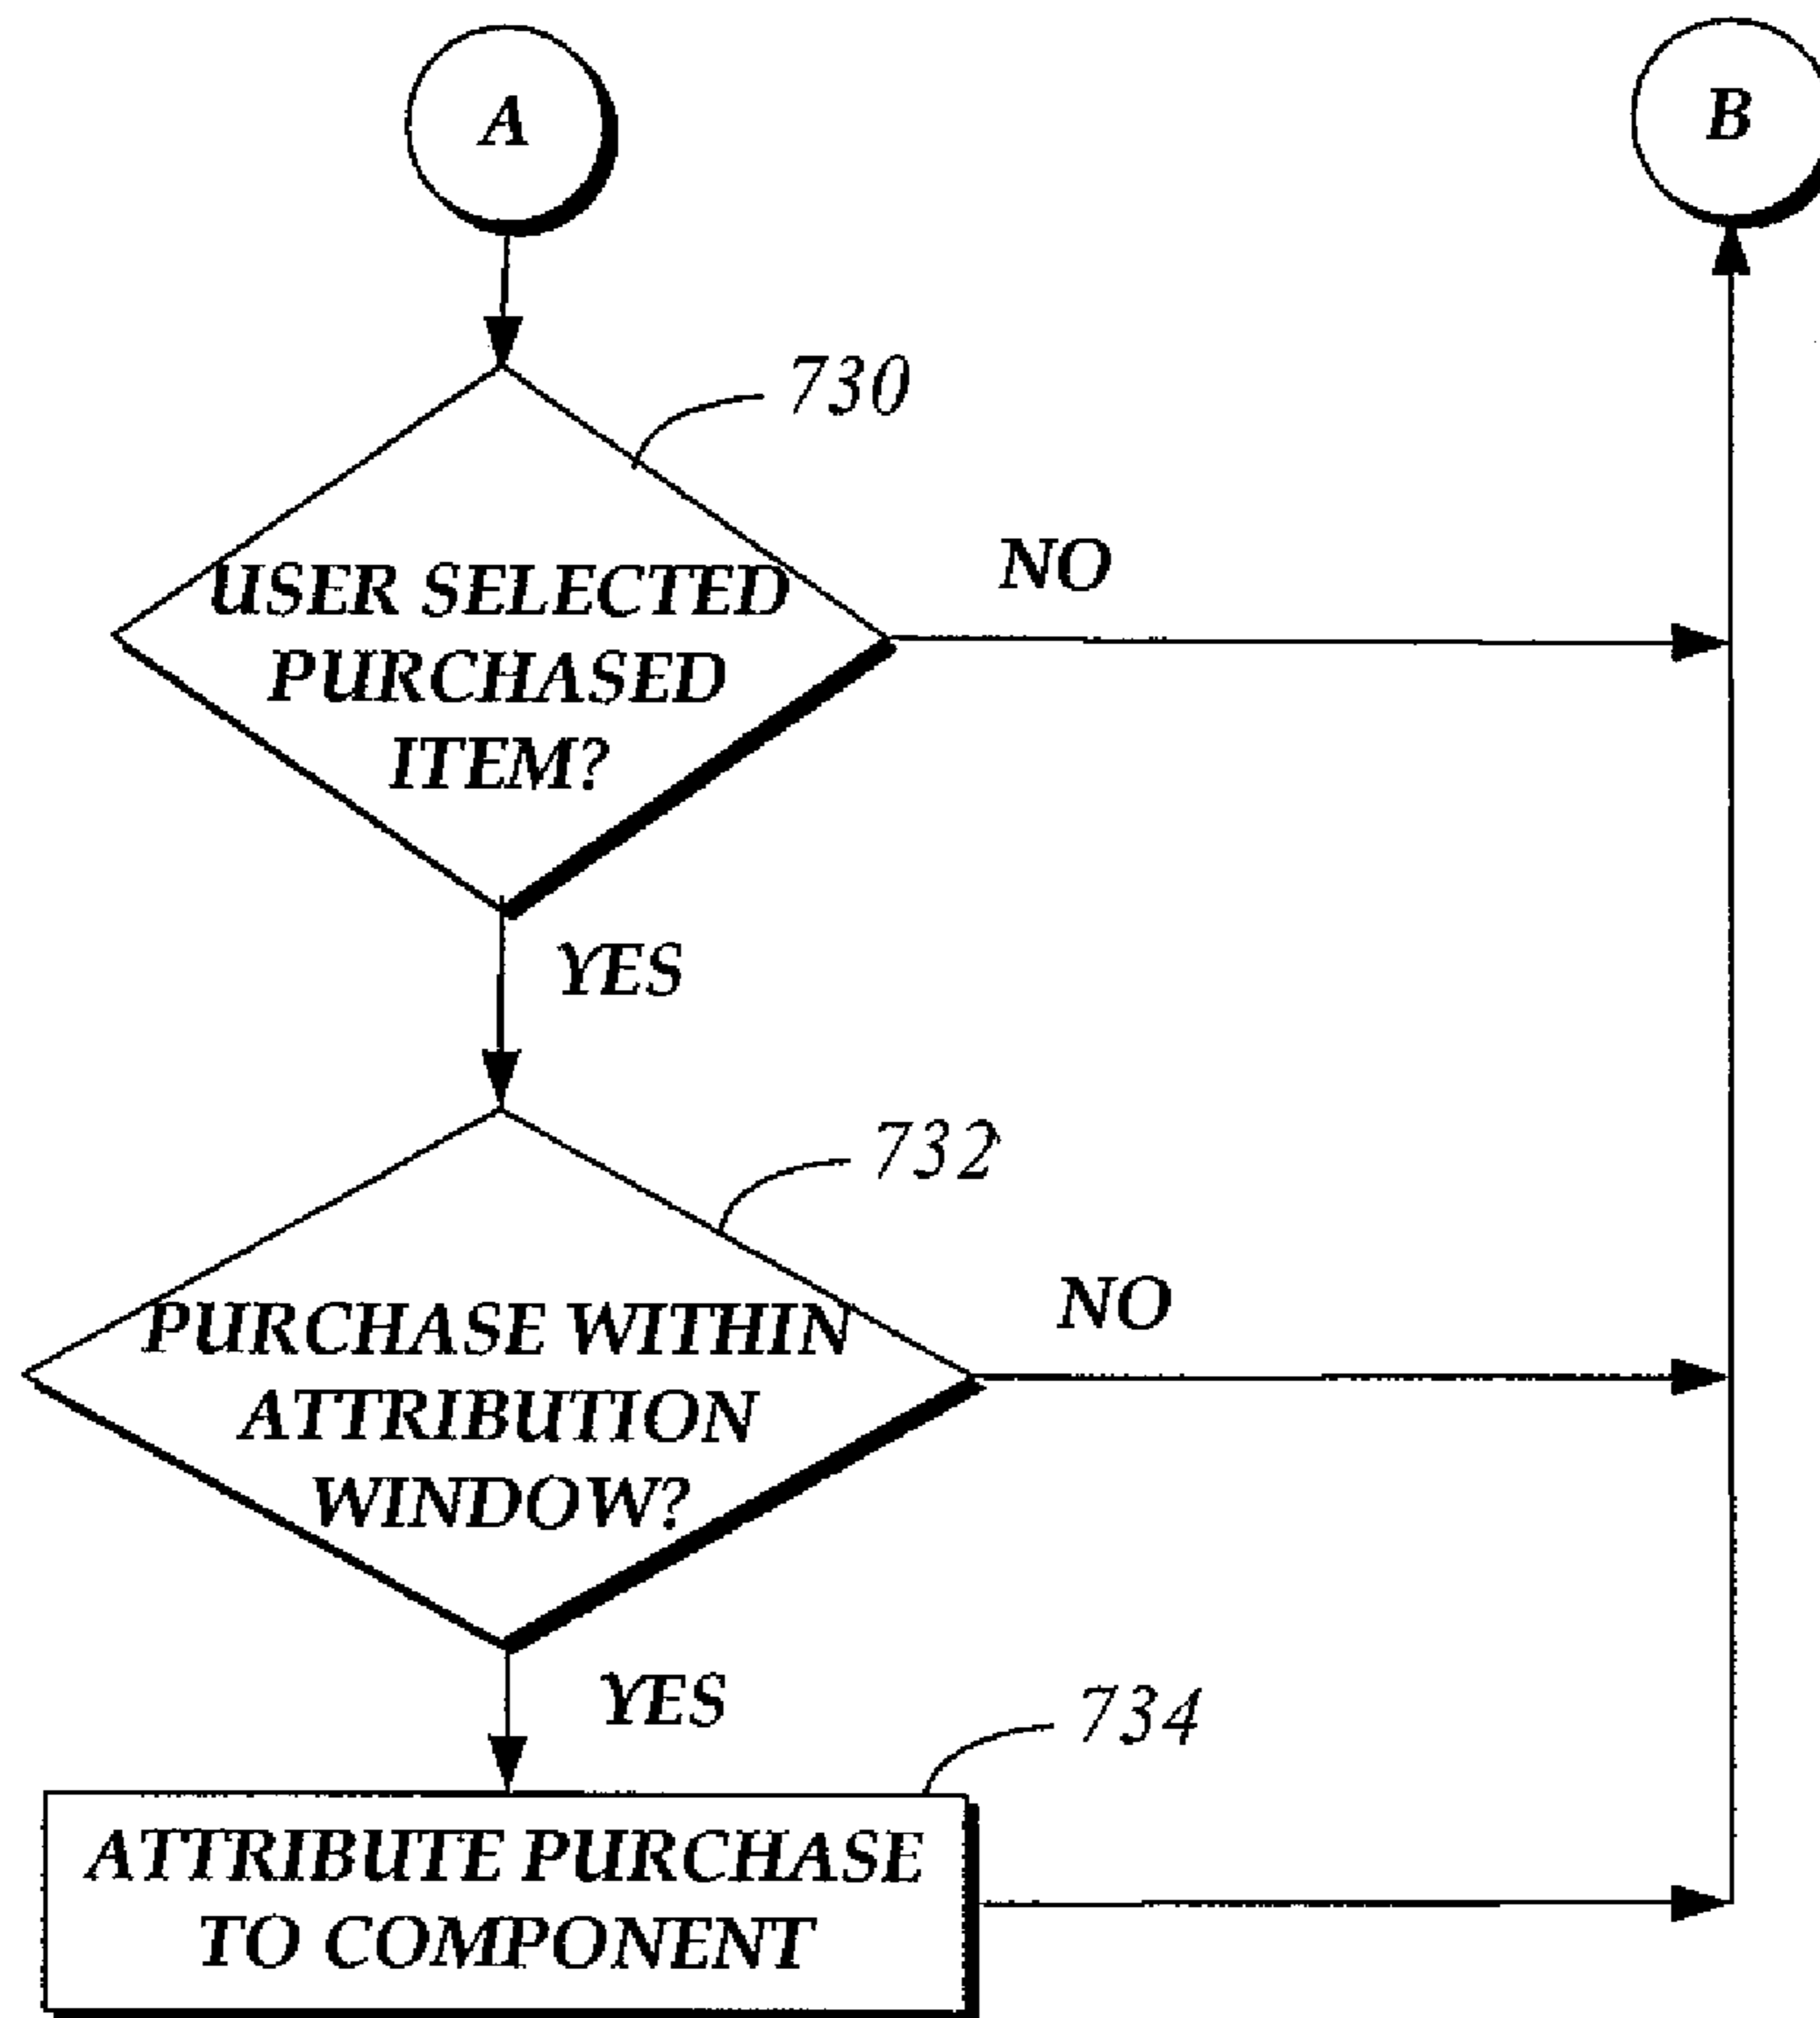 A
B
730
USER SELECTED
PURCHASED
ITEM?
NO
YES
732
PURCHASE WITHIN
ATTRIBUTION
WINDOW?
NO
YES
734
ATTRIBUTE PURCHASE
TO COMPONENT